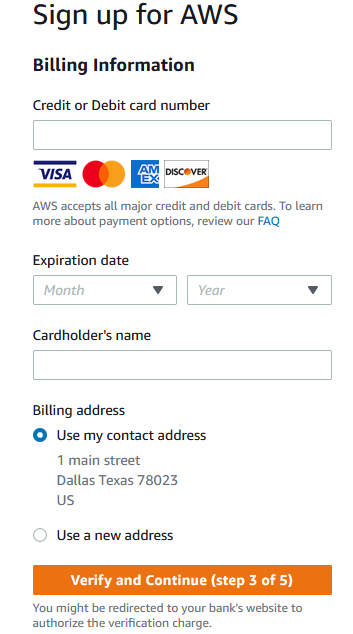 Sign up for AWS
Billing Information
Credit or Debit card number
VISA AM EX DISCOVER
AWS accepts all major credit and debit cards. To learn
more about payment options, review our FAQ
Expiration date
Month Year
Cardholder's name
Billing address
Use my contact address
1 main street
Dallas Texas 78023
US
Use a new address
Verify and Continue (step 3 of 5)
You might be redirected to your bank's website to
authorize the verification charge.